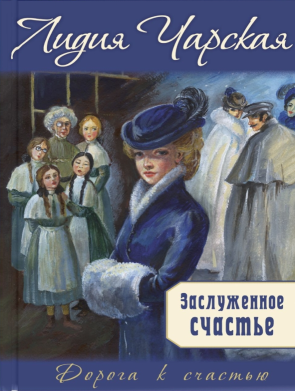 Лидия Чарская
Заслуженное
счастье
Дорога к счастью